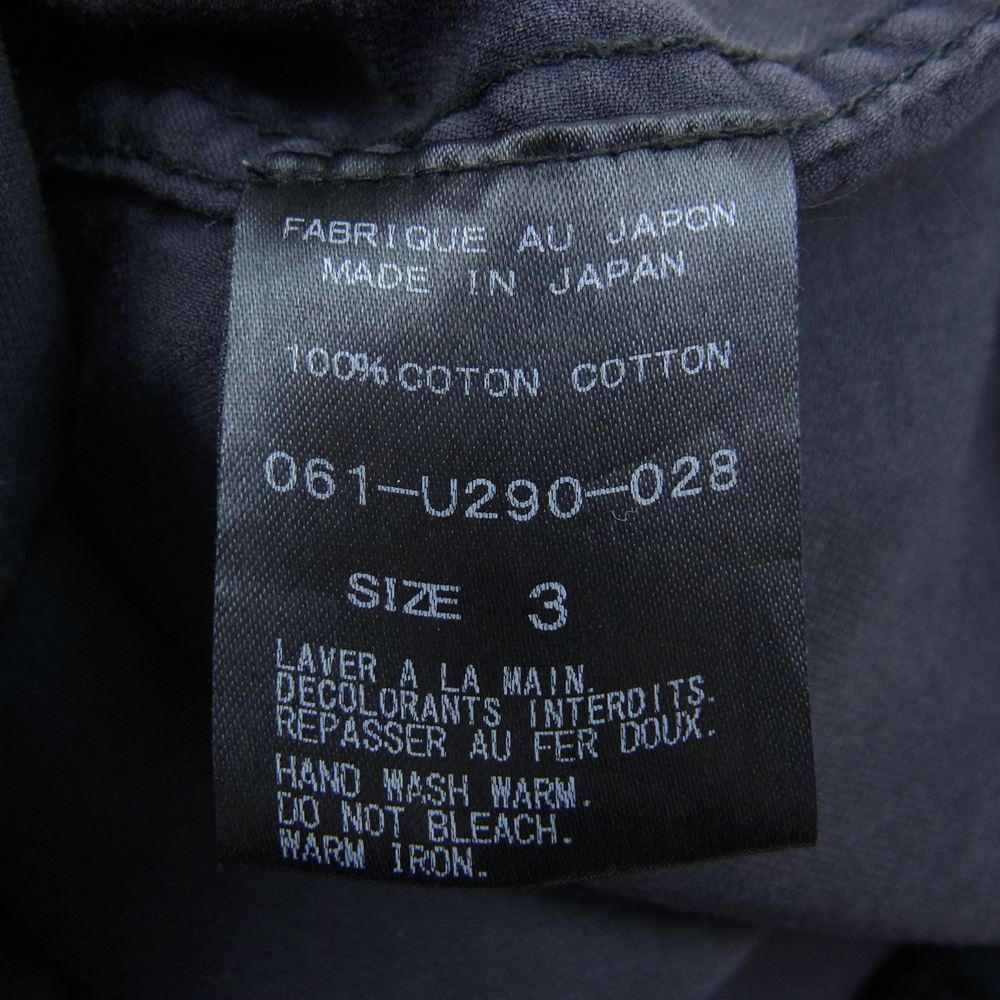 FABRIQUE AU JAPON
MADE IN JAPAN
100% COTON COTTON
061-U290-028
SIZE 3
LAVER A LA MAIN.
DECOLORANTS INTERDITS.
REPASSER AU FER DOUX.
HAND WASH WARM.
DO NOT BLEACH.
WARM IRON.